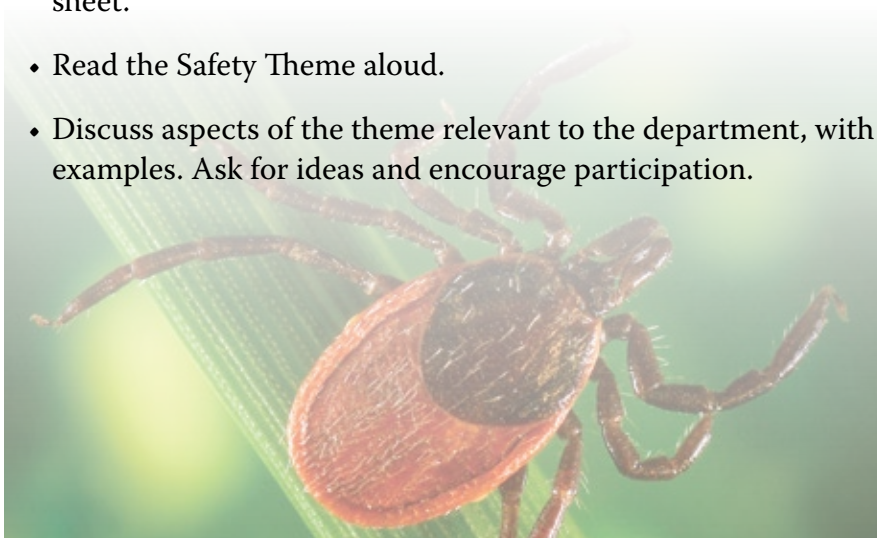 sheet.
• Read the Safety Theme aloud.
• Discuss aspects of the theme relevant to the department, with
examples. Ask for ideas and encourage participation.